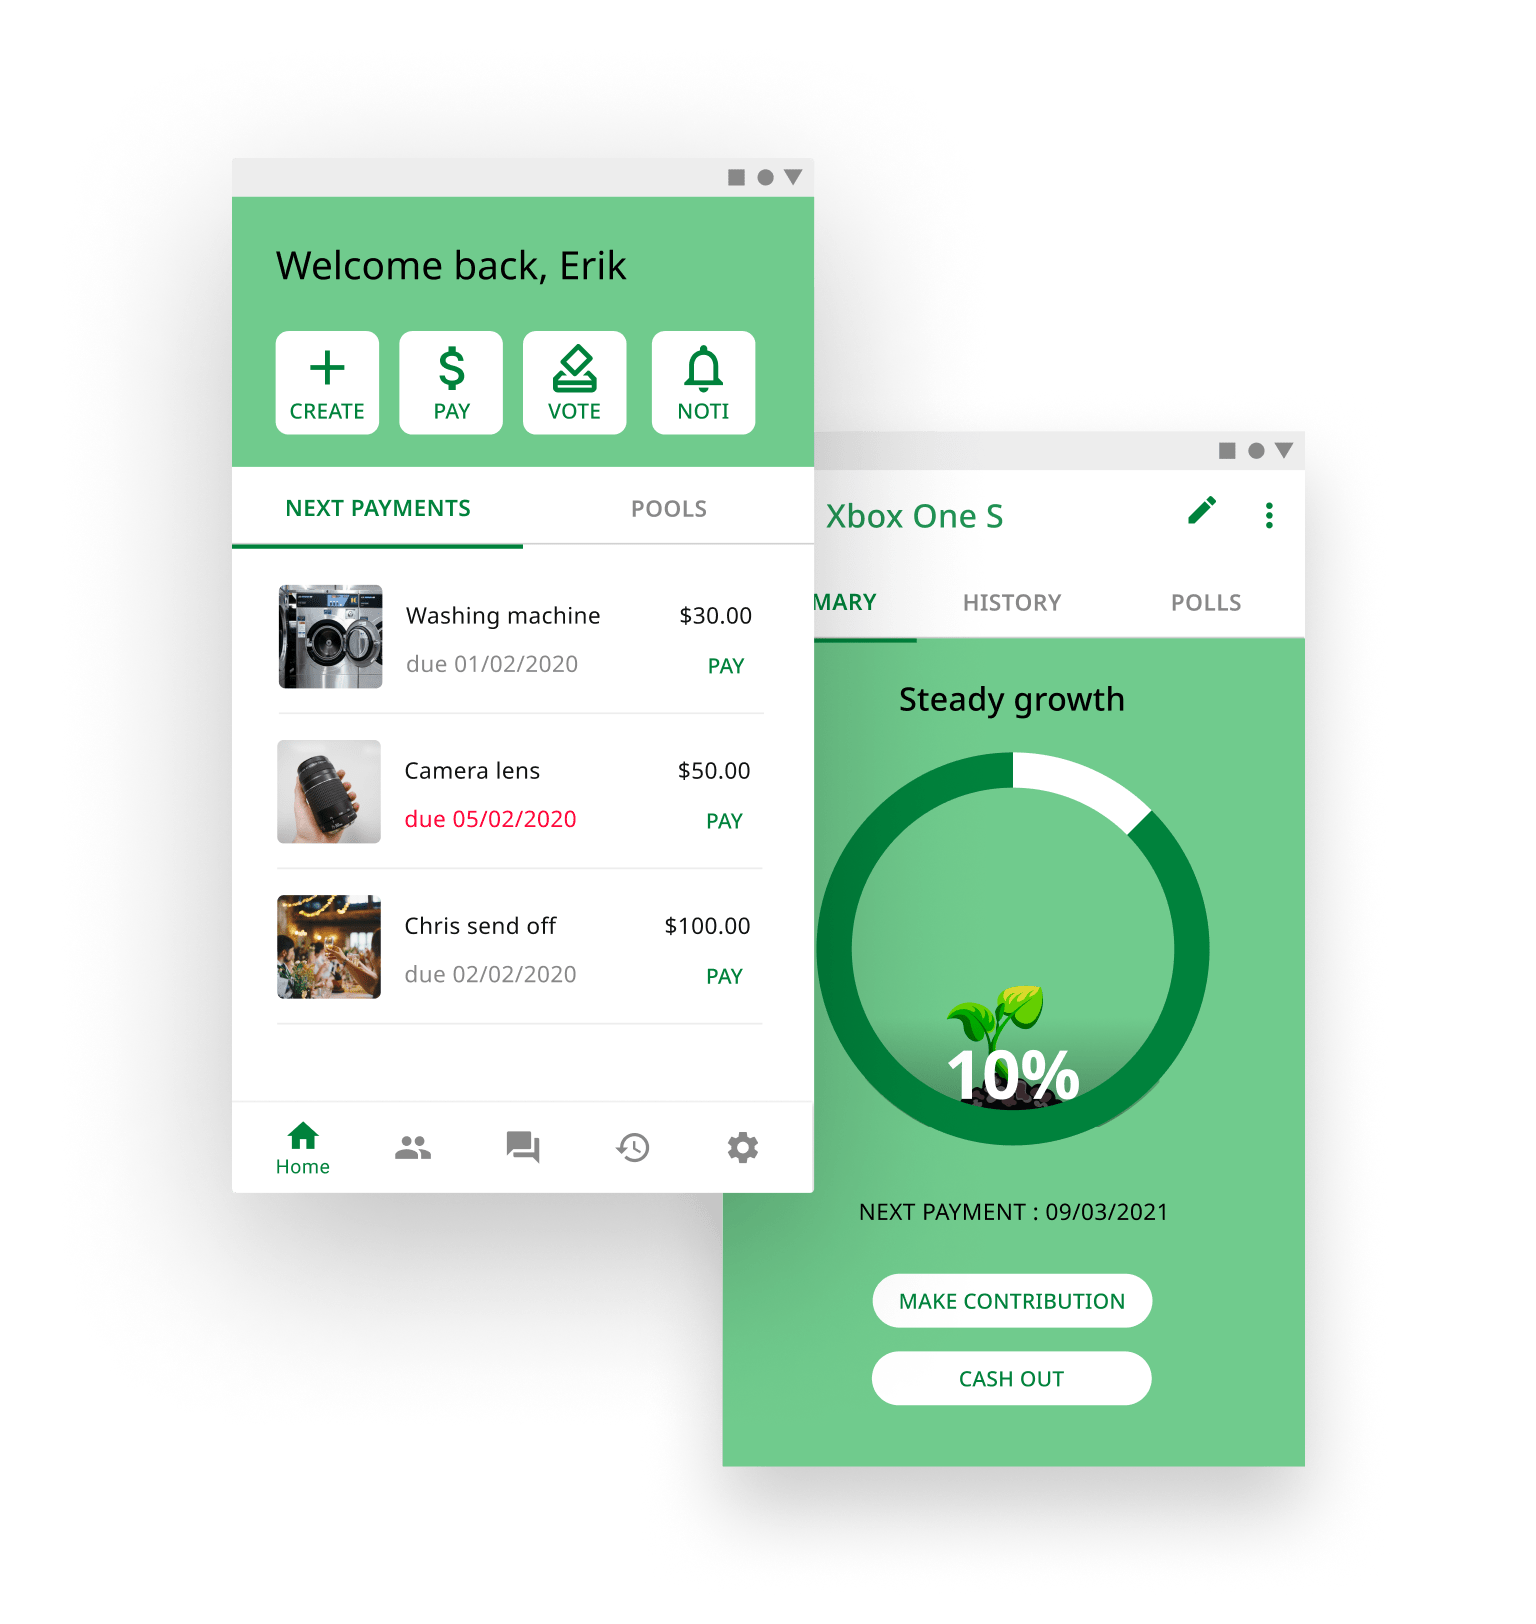 Welcome back, Erik
CREATE
PAY
VOTE
NOTI
NEXT PAYMENTS
POOLS
Washing machine
$30.00
due 01/02/2020
PAY
Camera lens
$50.00
due 05/02/2020
PAY
Chris send off
$100.00
due 02/02/2020
PAY
Home
Xbox One S
MARY
HISTORY
POLLS
Steady growth
10%
NEXT PAYMENT : 09/03/2021
MAKE CONTRIBUTION
CASH OUT